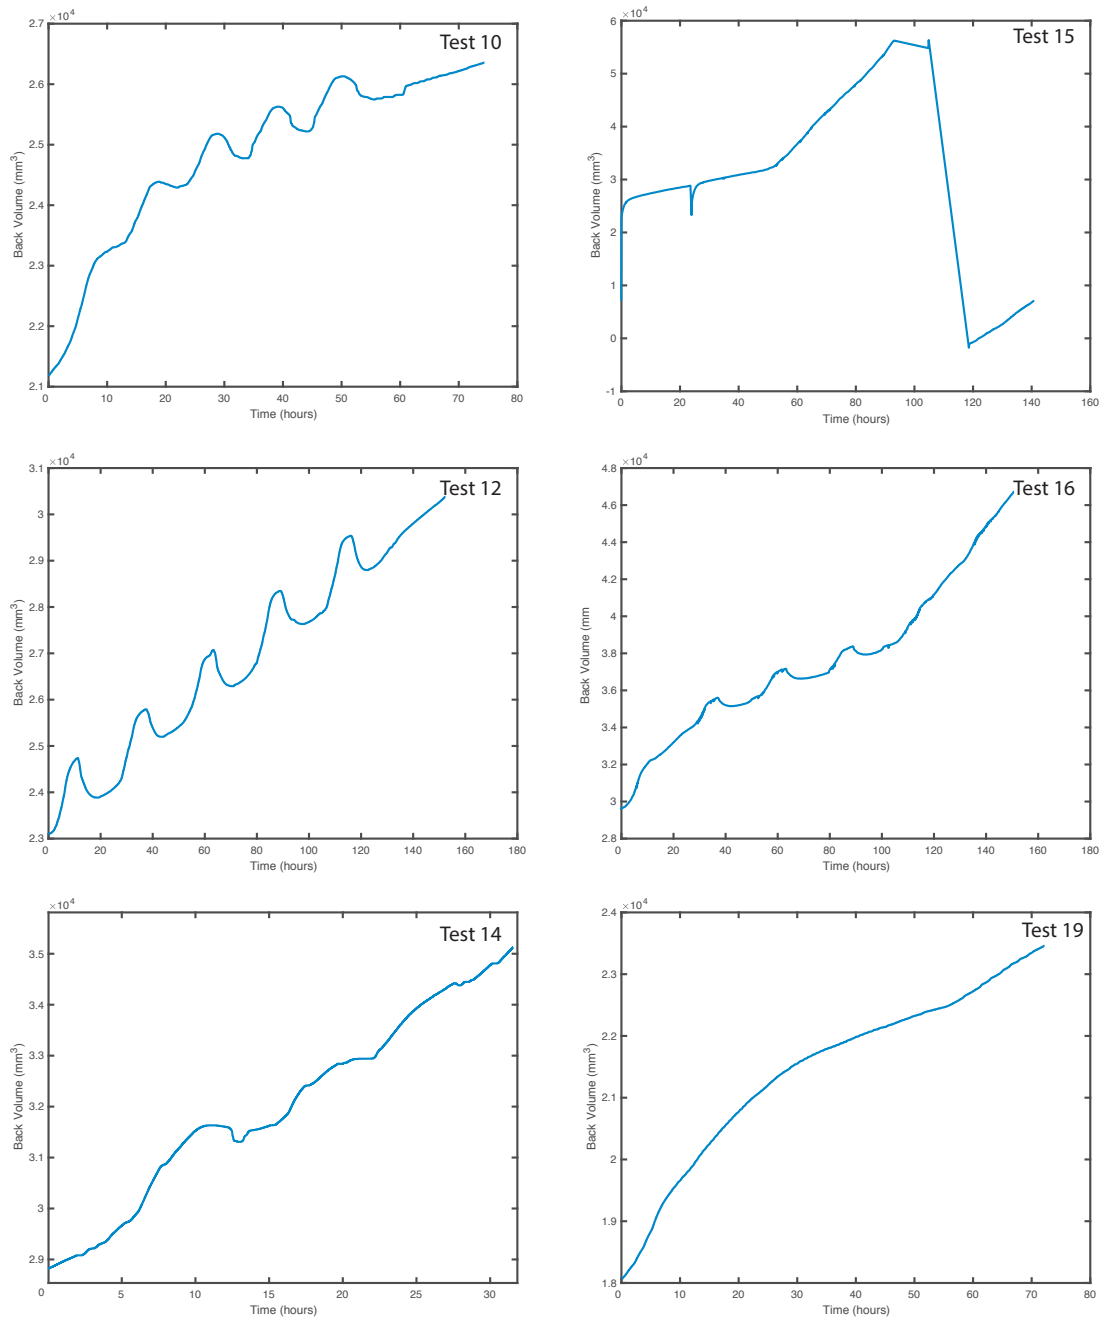 ×10⁴
Test 10
2.7
2.6
2.5
2.4
2.3
2.2
2.1
Back Volume (mm³)
0 10 20 30 40 50 60 70 80
Time (hours)
×10⁴
Test 15
6
5
4
3
2
1
0
-1
Back Volume (mm³)
0 20 40 60 80 100 120 140 160
Time (hours)
×10⁴
Test 12
3.1
3
2.9
2.8
2.7
2.6
2.5
2.4
2.3
Back Volume (mm³)
0 20 40 60 80 100 120 140 160 180
Time (hours)
×10⁴
Test 16
4.8
4.6
4.4
4.2
4
3.8
3.6
3.4
3.2
3
2.8
Back Volume (mm
0 20 40 60 80 100 120 140 160 180
Time (hours)
×10⁴
Test 14
3.5
3.4
3.3
3.2
3.1
3
2.9
Back Volume (mm³)
0 5 10 15 20 25 30
Time (hours)
×10⁴
Test 19
2.4
2.3
2.2
2.1
2
1.9
1.8
Back Volume (mm³)
0 10 20 30 40 50 60 70 80
Time (hours)